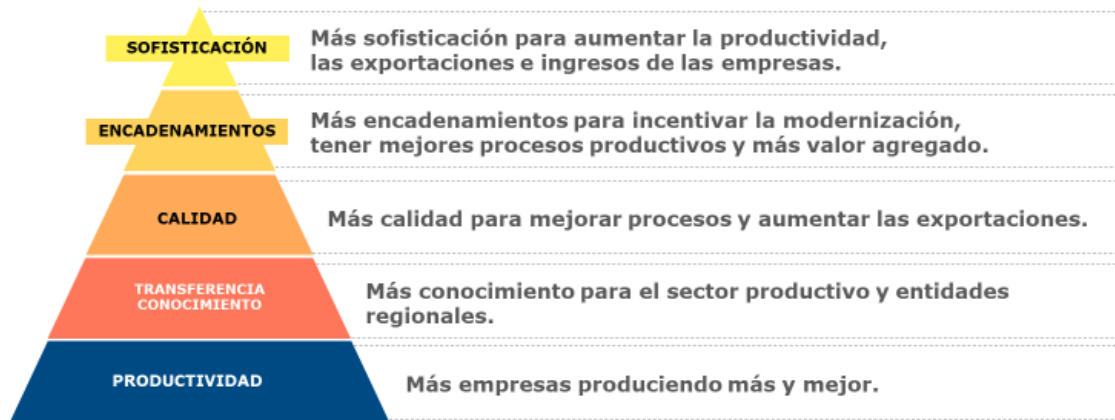 SOFISTICACIÓN
Más sofisticación para aumentar la productividad,
las exportaciones e ingresos de las empresas.
ENCADENAMIENTOS
Más encadenamientos para incentivar la modernización,
tener mejores procesos productivos y más valor agregado.
CALIDAD
Más calidad para mejorar procesos y aumentar las exportaciones.
TRANSFERENCIA
CONOCIMIENTO
Más conocimiento para el sector productivo y entidades
regionales.
PRODUCTIVIDAD
Más empresas produciendo más y mejor.